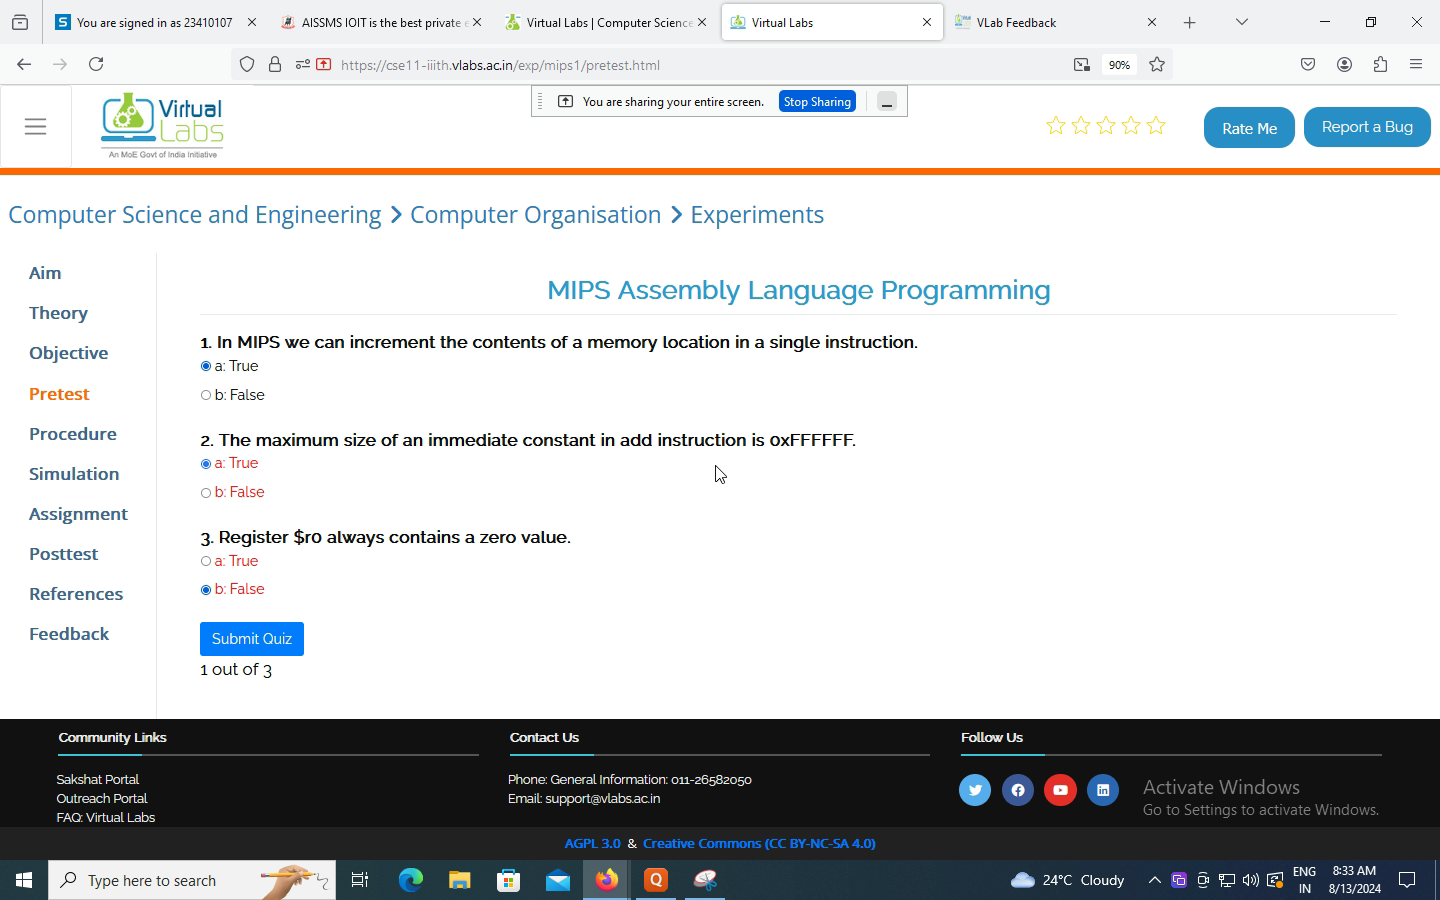 You are signed in as 23410107
AISSMS IOIT is the best private e
Virtual Labs | Computer Science
Virtual Labs
VLab Feedback
https://cse11-iiith.vlabs.ac.in/exp/mips1/pretest.html
90%
You are sharing your entire screen.
Stop Sharing
Virtual
Labs
An MoE Govt of India Initiative
Rate Me
Report a Bug
Computer Science and Engineering > Computer Organisation > Experiments
Aim
Theory
Objective
Pretest
Procedure
Simulation
Assignment
Posttest
References
Feedback
MIPS Assembly Language Programming
1. In MIPS we can increment the contents of a memory location in a single instruction.
a: True
b: False
2. The maximum size of an immediate constant in add instruction is 0xFFFFFF.
a: True
b: False
3. Register $r0 always contains a zero value.
a: True
b: False
Submit Quiz
1 out of 3
Community Links
Sakshat Portal
Outreach Portal
FAQ: Virtual Labs
Contact Us
Phone: General Information: 011-26582050
Email: support@vlabs.ac.in
Follow Us
Activate Windows
Go to Settings to activate Windows.
AGPL 3.0 & Creative Commons (CC BY-NC-SA 4.0)
Type here to search
24°C Cloudy
ENG
IN
8:33 AM
8/13/2024